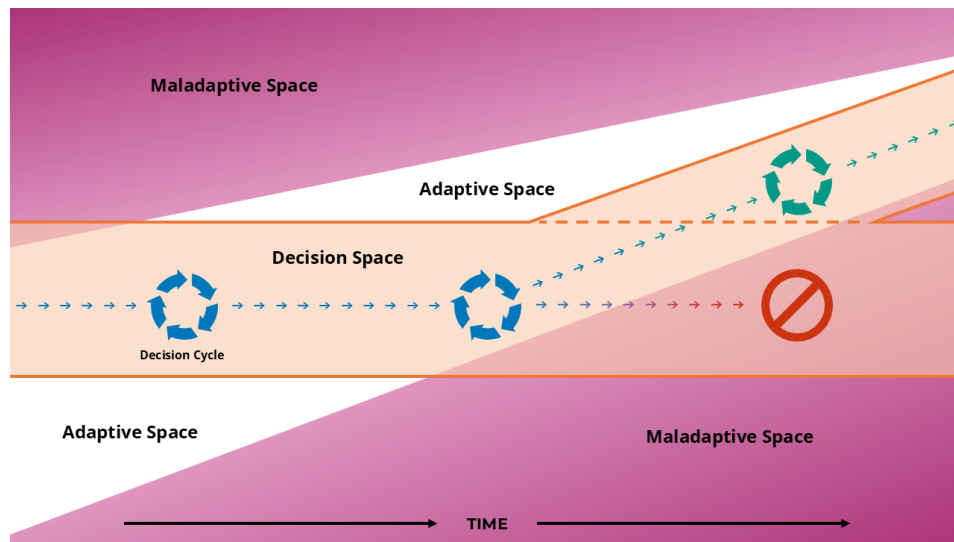 Maladaptive Space
Adaptive Space
Decision Space
Decision Cycle
Adaptive Space
Maladaptive Space
TIME